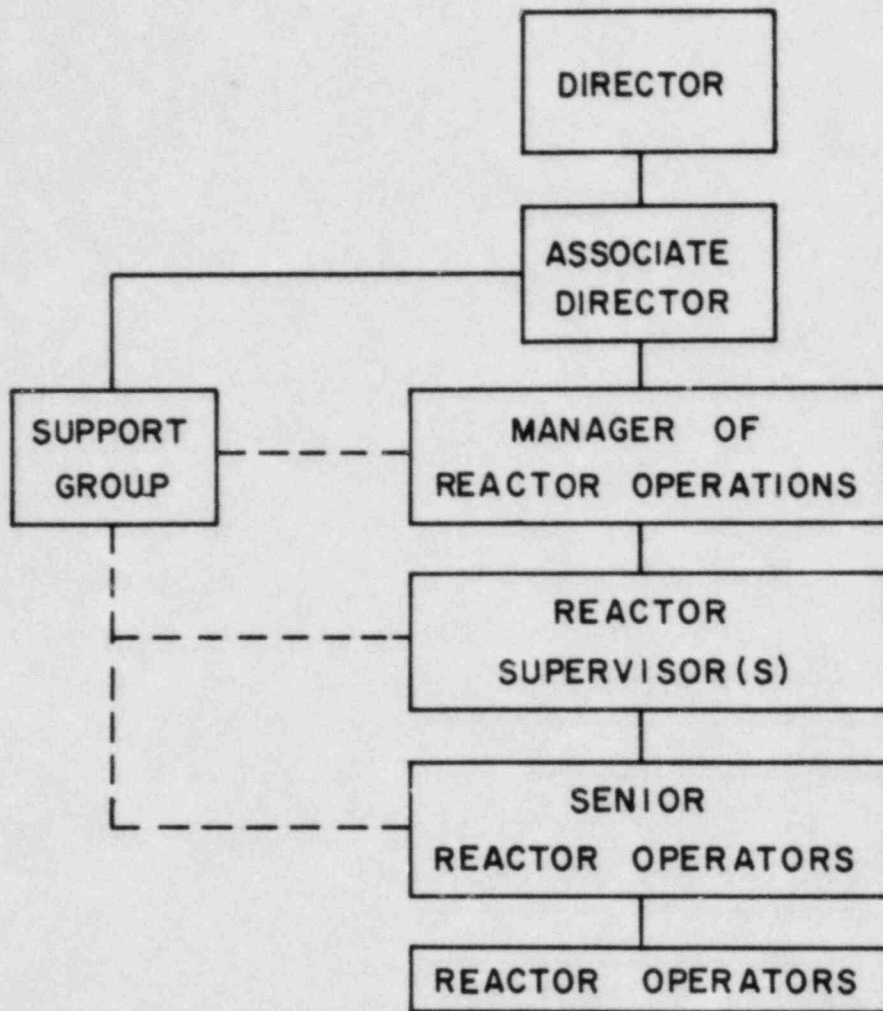 DIRECTOR
ASSOCIATE
DIRECTOR
SUPPORT
GROUP
MANAGER OF
REACTOR OPERATIONS
REACTOR
SUPERVISOR(S)
SENIOR
REACTOR OPERATORS
REACTOR OPERATORS